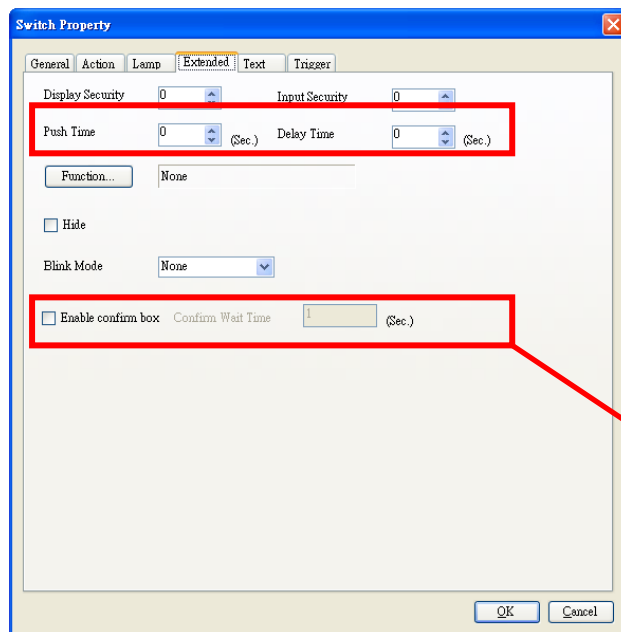 Switch Property
General Action Lamp Extended Text Trigger
Display Security 0 Input Security 0
Push Time 0 (Sec.) Delay Time 0 (Sec.)
Function... None
Hide
Blink Mode None
Enable confirm box Confirm Wait Time 1 (Sec.)
OK Cancel